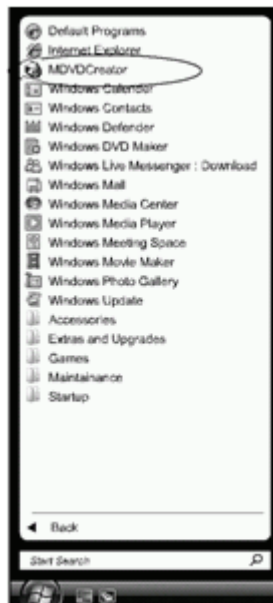 Default Programs
Internet Explorer
MDVDCreator
Windows Calendar
Windows Contacts
Windows Defender
Windows DVD Maker
Windows Live Messenger : Download
Windows Mail
Windows Media Center
Windows Media Player
Windows Meeting Space
Windows Movie Maker
Windows Photo Gallery
Windows Update
Accessories
Extras and Upgrades
Games
Maintainance
Startup
Back
Start Search